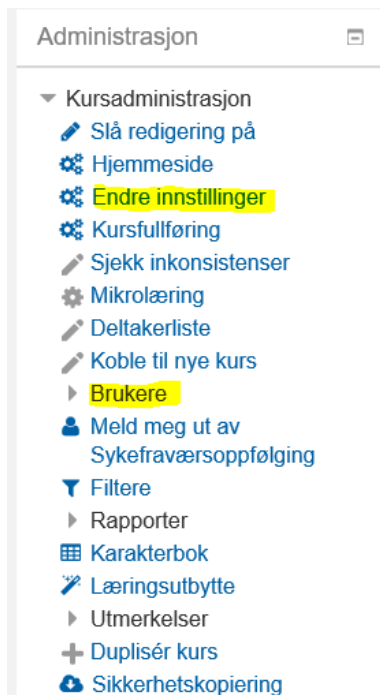 Administrasjon
Kursadministrasjon
Slå redigering på
Hjemmeside
Endre innstillinger
Kursfullføring
Sjekk inkonsistenser
Mikrolæring
Deltakerliste
Koble til nye kurs
Brukere
Meld meg ut av
Sykefraværsoppfølging
Filtere
Rapporter
Karakterbok
Læringsutbytte
Utmerkelser
Duplisér kurs
Sikkerhetskopiering